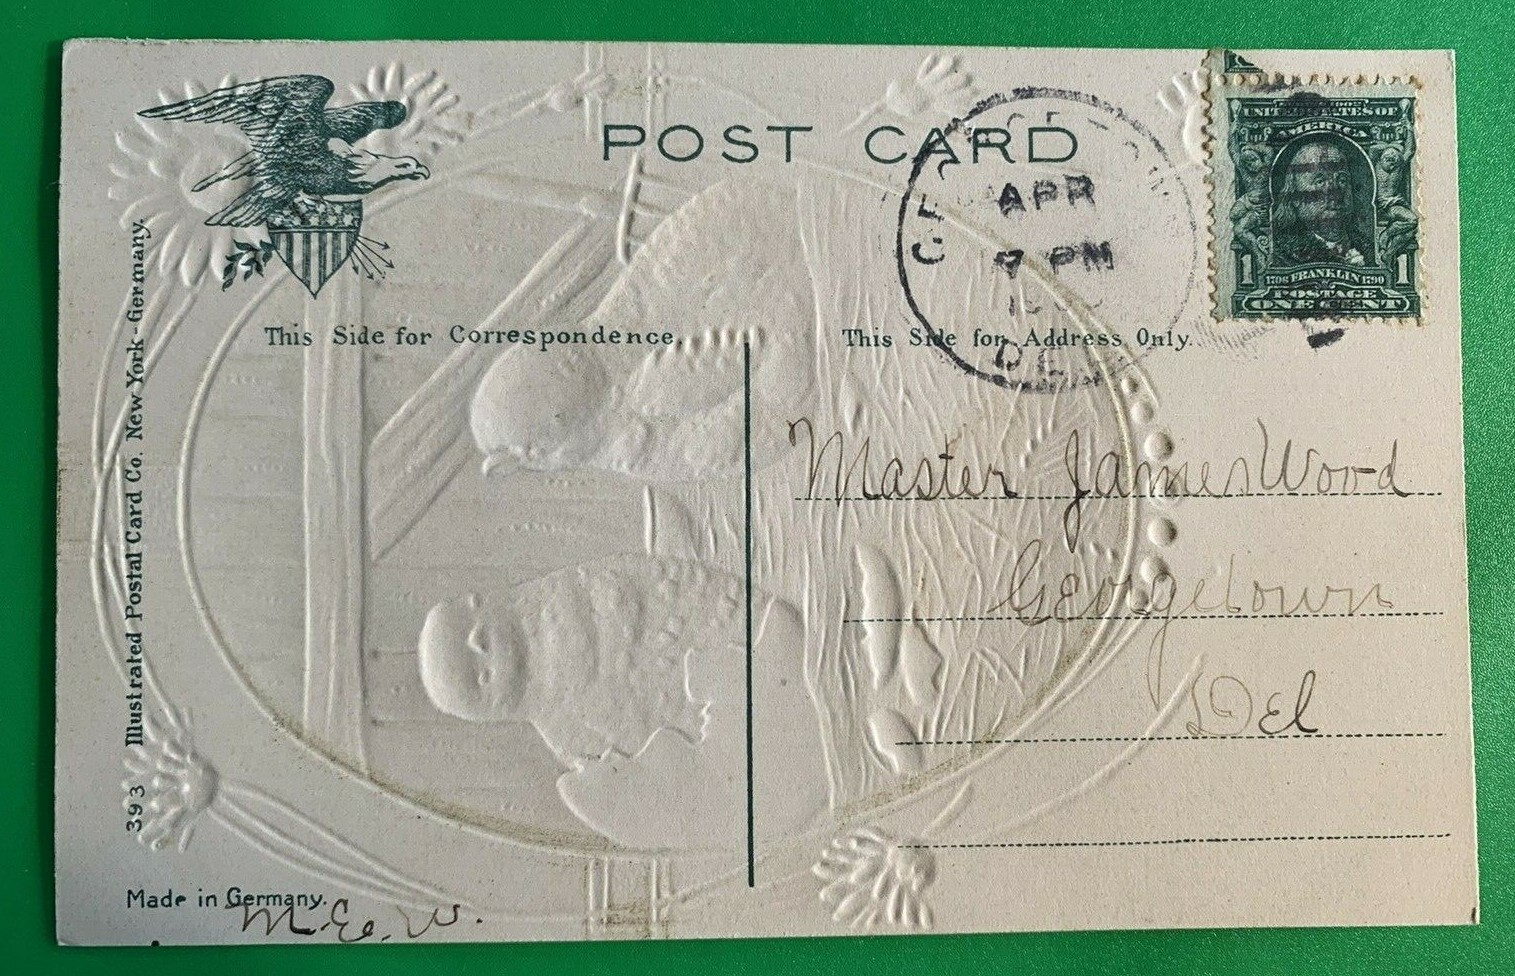 POST CARD
APR
7 PM
DEL
UNITED STATES OF
AMERICA
1 1706 FRANKLIN 1790 1
POSTAGE
ONE CENT
This Side for Correspondence.
This Side for Address Only.
Master James Wood
Georgetown
Del
393 Illustrated Postal Card Co. New York-Germany.
Made in Germany.
M. E. W.